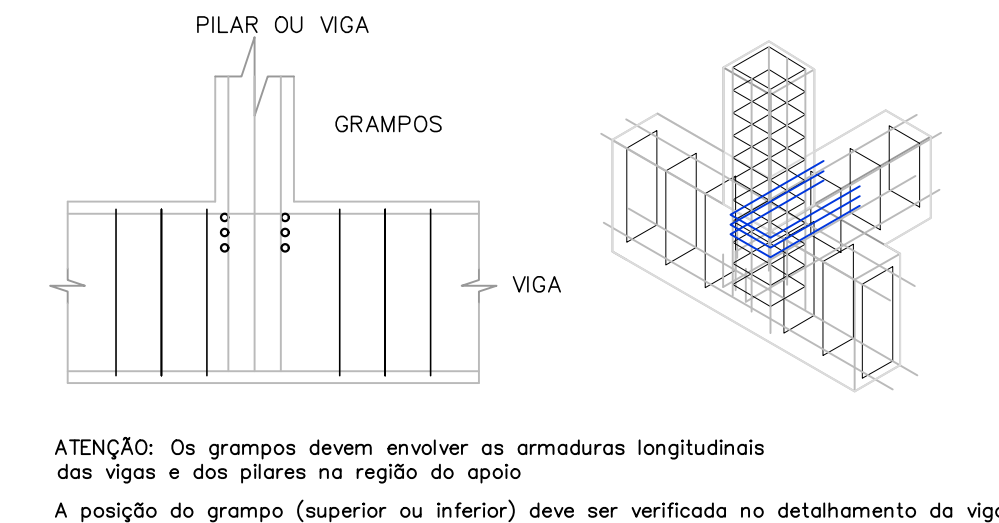 PILAR OU VIGA
GRAMPOS
VIGA
ATENÇÃO: Os grampos devem envolver as armaduras longitudinais
das vigas e dos pilares na região do apoio
A posição do grampo (superior ou inferior) deve ser verificada no detalhamento da